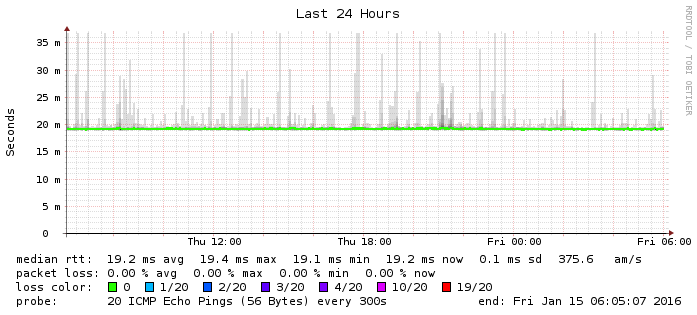 Last 24 Hours
RRDTOOL / TOBI OETIKER
Seconds
35 m
30 m
25 m
20 m
15 m
10 m
5 m
0
Thu 12:00 Thu 18:00 Fri 00:00 Fri 06:00
median rtt: 19.2 ms avg 19.4 ms max 19.1 ms min 19.2 ms now 0.1 ms sd 375.6 am/s
packet loss: 0.00 % avg 0.00 % max 0.00 % min 0.00 % now
loss color: 0 1/20 2/20 3/20 4/20 10/20 19/20
probe: 20 ICMP Echo Pings (56 Bytes) every 300s end: Fri Jan 15 06:05:07 2016